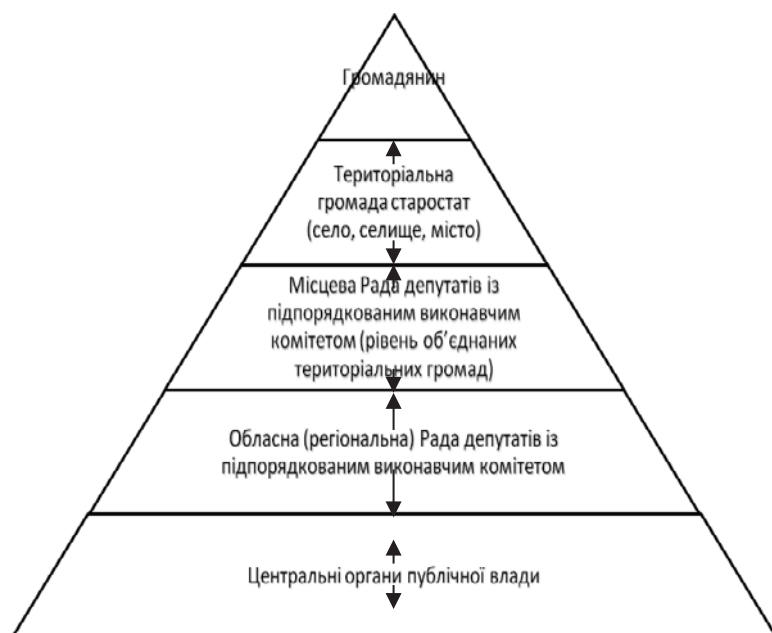 Громадянин
Територіальна
громада старостат
(село, селище, місто)
Місцева Рада депутатів із
підпорядкованим виконавчим
комітетом (рівень об’єднаних
територіальних громад)
Обласна (регіональна) Рада депутатів із
підпорядкованим виконавчим комітетом
Центральні органи публічної влади